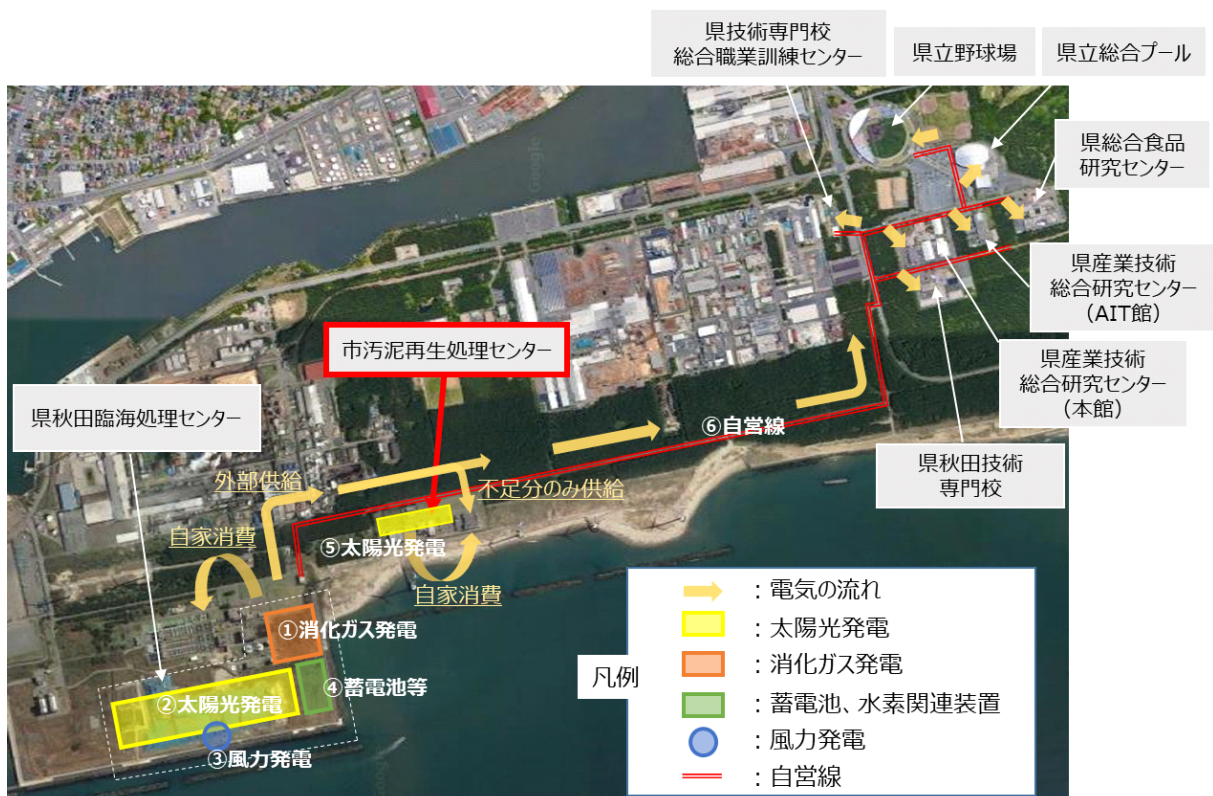 県技術専門校
総合職業訓練センター
県立野球場
県立総合プール
県総合食品
研究センター
県産業技術
総合研究センター
（AIT館）
県産業技術
総合研究センター
（本館）
県秋田技術
専門校
市汚泥再生処理センター
県秋田臨海処理センター
⑥自営線
外部供給
不足分のみ供給
自家消費
⑤太陽光発電
自家消費
①消化ガス発電
④蓄電池等
②太陽光発電
③風力発電
凡例
：電気の流れ
：太陽光発電
：消化ガス発電
：蓄電池、水素関連装置
：風力発電
：自営線
Google
Google